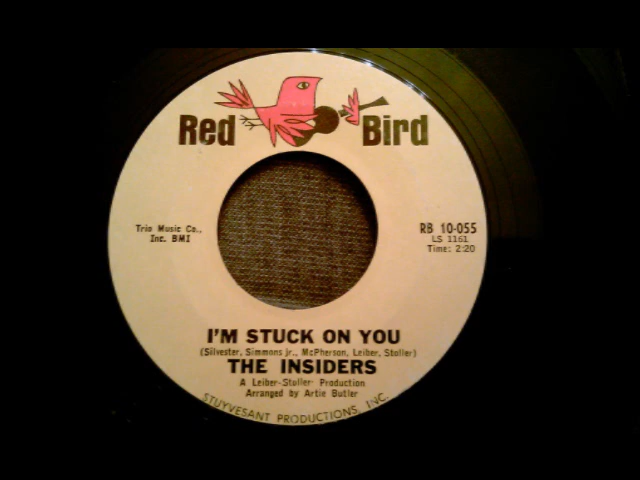 Red Bird
Trio Music Co.,
Inc. BMI
RB 10-055
LS 1161
Time: 2:20
I'M STUCK ON YOU
(Silvester, Simmons Jr., McPherson, Leiber, Stoller)
THE INSIDERS
A Leiber-Stoller Production
Arranged by Artie Butler
STUYVESANT PRODUCTIONS, INC.